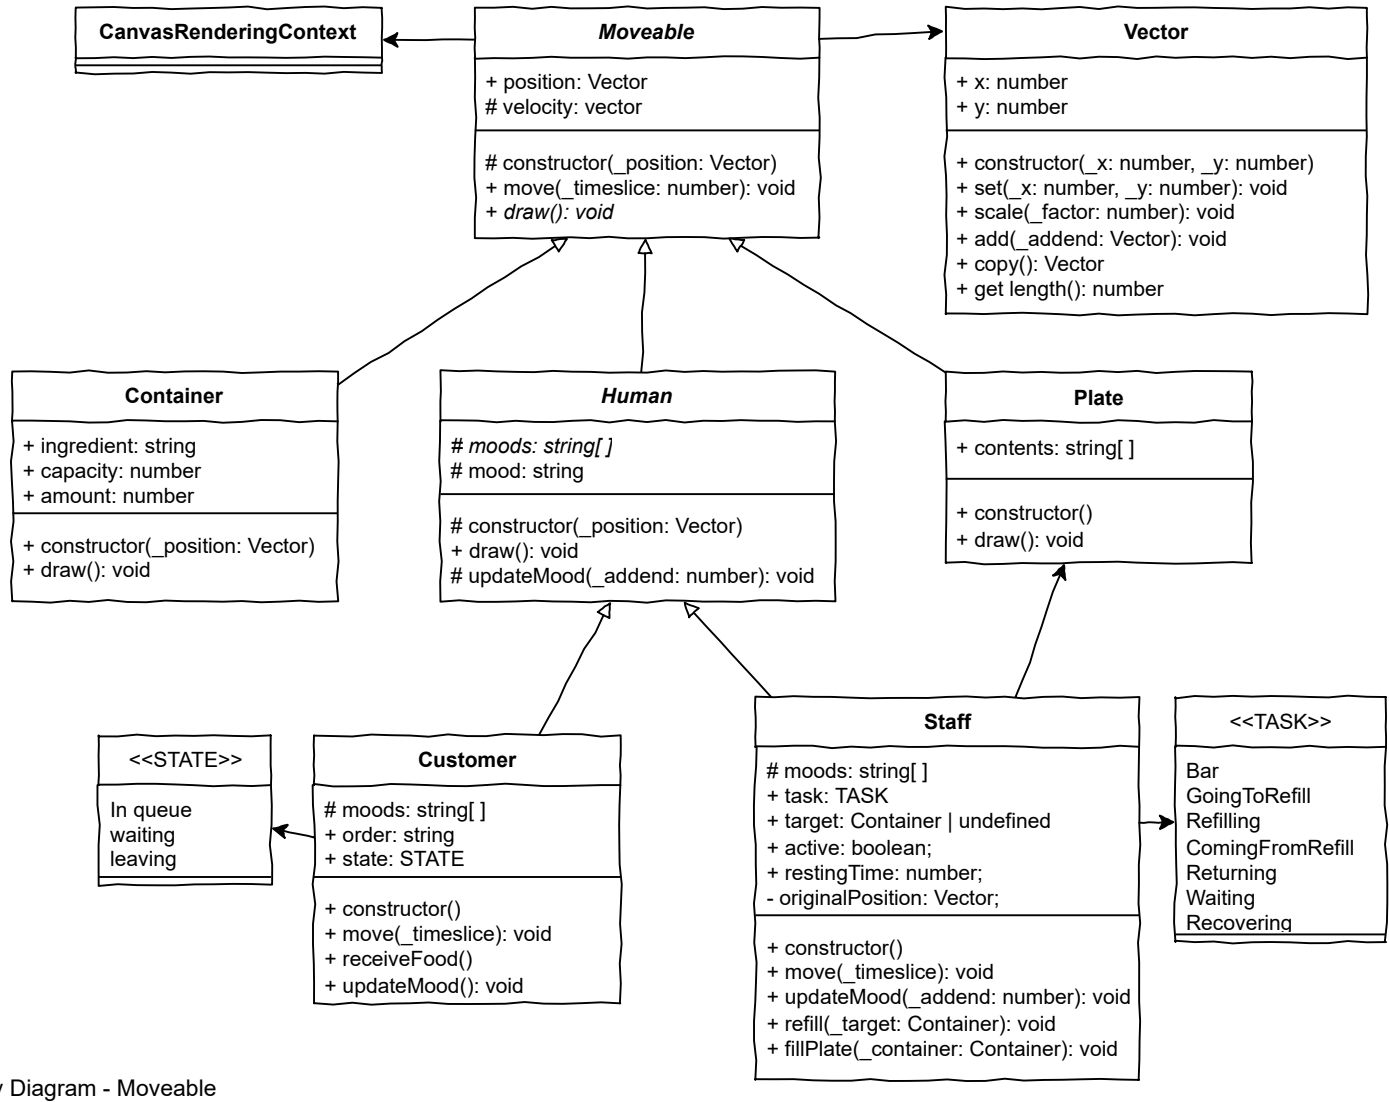 CanvasRenderingContext
Moveable
+ position: Vector
# velocity: vector
# constructor(_position: Vector)
+ move(_timeslice: number): void
+ draw(): void
Vector
+ x: number
+ y: number
+ constructor(_x: number, _y: number)
+ set(_x: number, _y: number): void
+ scale(_factor: number): void
+ add(_addend: Vector): void
+ copy(): Vector
+ get length(): number
Container
+ ingredient: string
+ capacity: number
+ amount: number
+ constructor(_position: Vector)
+ draw(): void
Human
# moods: string[ ]
# mood: string
# constructor(_position: Vector)
+ draw(): void
# updateMood(_addend: number): void
Plate
+ contents: string[ ]
+ constructor()
+ draw(): void
<<STATE>>
In queue
waiting
leaving
Customer
# moods: string[ ]
+ order: string
+ state: STATE
+ constructor()
+ move(_timeslice): void
+ receiveFood()
+ updateMood(): void
Staff
# moods: string[ ]
+ task: TASK
+ target: Container | undefined
+ active: boolean;
+ restingTime: number;
- originalPosition: Vector;
+ constructor()
+ move(_timeslice): void
+ updateMood(_addend: number): void
+ refill(_target: Container): void
+ fillPlate(_container: Container): void
<<TASK>>
Bar
GoingToRefill
Refilling
ComingFromRefill
Returning
Waiting
Recovering
Diagram - Moveable